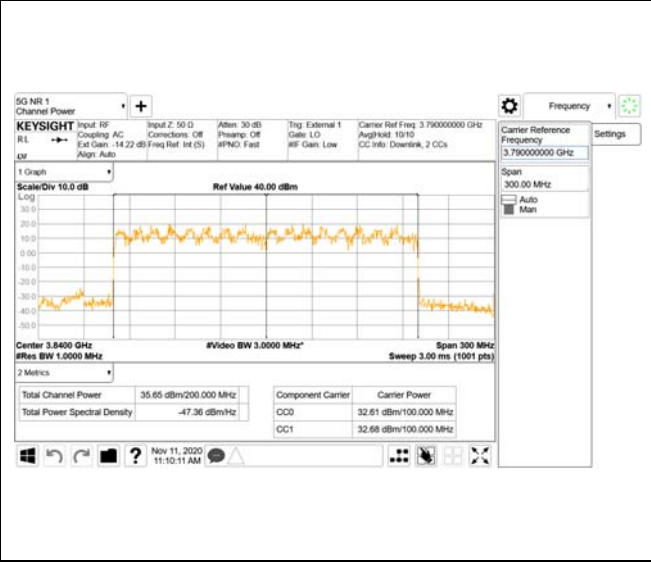 5G NR 1
Channel Power
Frequency
KEYSIGHT
RL
Input: RF
Coupling: AC
Ext Gain: -14.22 dB
Align: Auto
Input Z: 50 Ω
Corrections: Off
Freq Ref: Int (S)
Atten: 30 dB
Preamp: Off
#PNO: Fast
Trig: External 1
Gate: LO
#IF Gain: Low
Carrier Ref Freq: 3.790000000 GHz
Avg|Hold: 10/10
CC Info: Downlink, 2 CCs
Carrier Reference
Frequency
3.790000000 GHz
Settings
Span
300.00 MHz
Auto
Man
1 Graph
Scale/Div 10.0 dB
Ref Value 40.00 dBm
Log
30.0
20.0
10.0
0.00
-10.0
-20.0
-30.0
-40.0
-50.0
Center 3.8400 GHz
#Video BW 3.0000 MHz*
Span 300 MHz
#Res BW 1.0000 MHz
Sweep 3.00 ms (1001 pts)
2 Metrics
Total Channel Power 35.65 dBm/200.000 MHz
Total Power Spectral Density -47.36 dBm/Hz
Component Carrier Carrier Power
CC0 32.61 dBm/100.000 MHz
CC1 32.68 dBm/100.000 MHz
?
Nov 11, 2020
11:10:11 AM